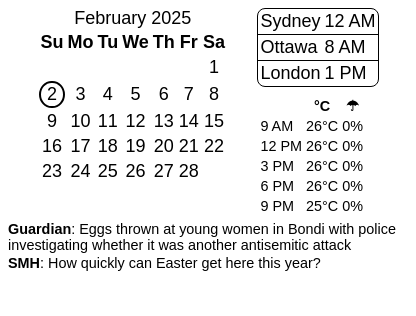 February 2025
Su Mo Tu We Th Fr Sa
1
2 3 4 5 6 7 8
9 10 11 12 13 14 15
16 17 18 19 20 21 22
23 24 25 26 27 28
Sydney 12 AM
Ottawa 8 AM
London 1 PM
°C ☂
9 AM 26°C 0%
12 PM 26°C 0%
3 PM 26°C 0%
6 PM 26°C 0%
9 PM 25°C 0%
Guardian: Eggs thrown at young women in Bondi with police
investigating whether it was another antisemitic attack
SMH: How quickly can Easter get here this year?